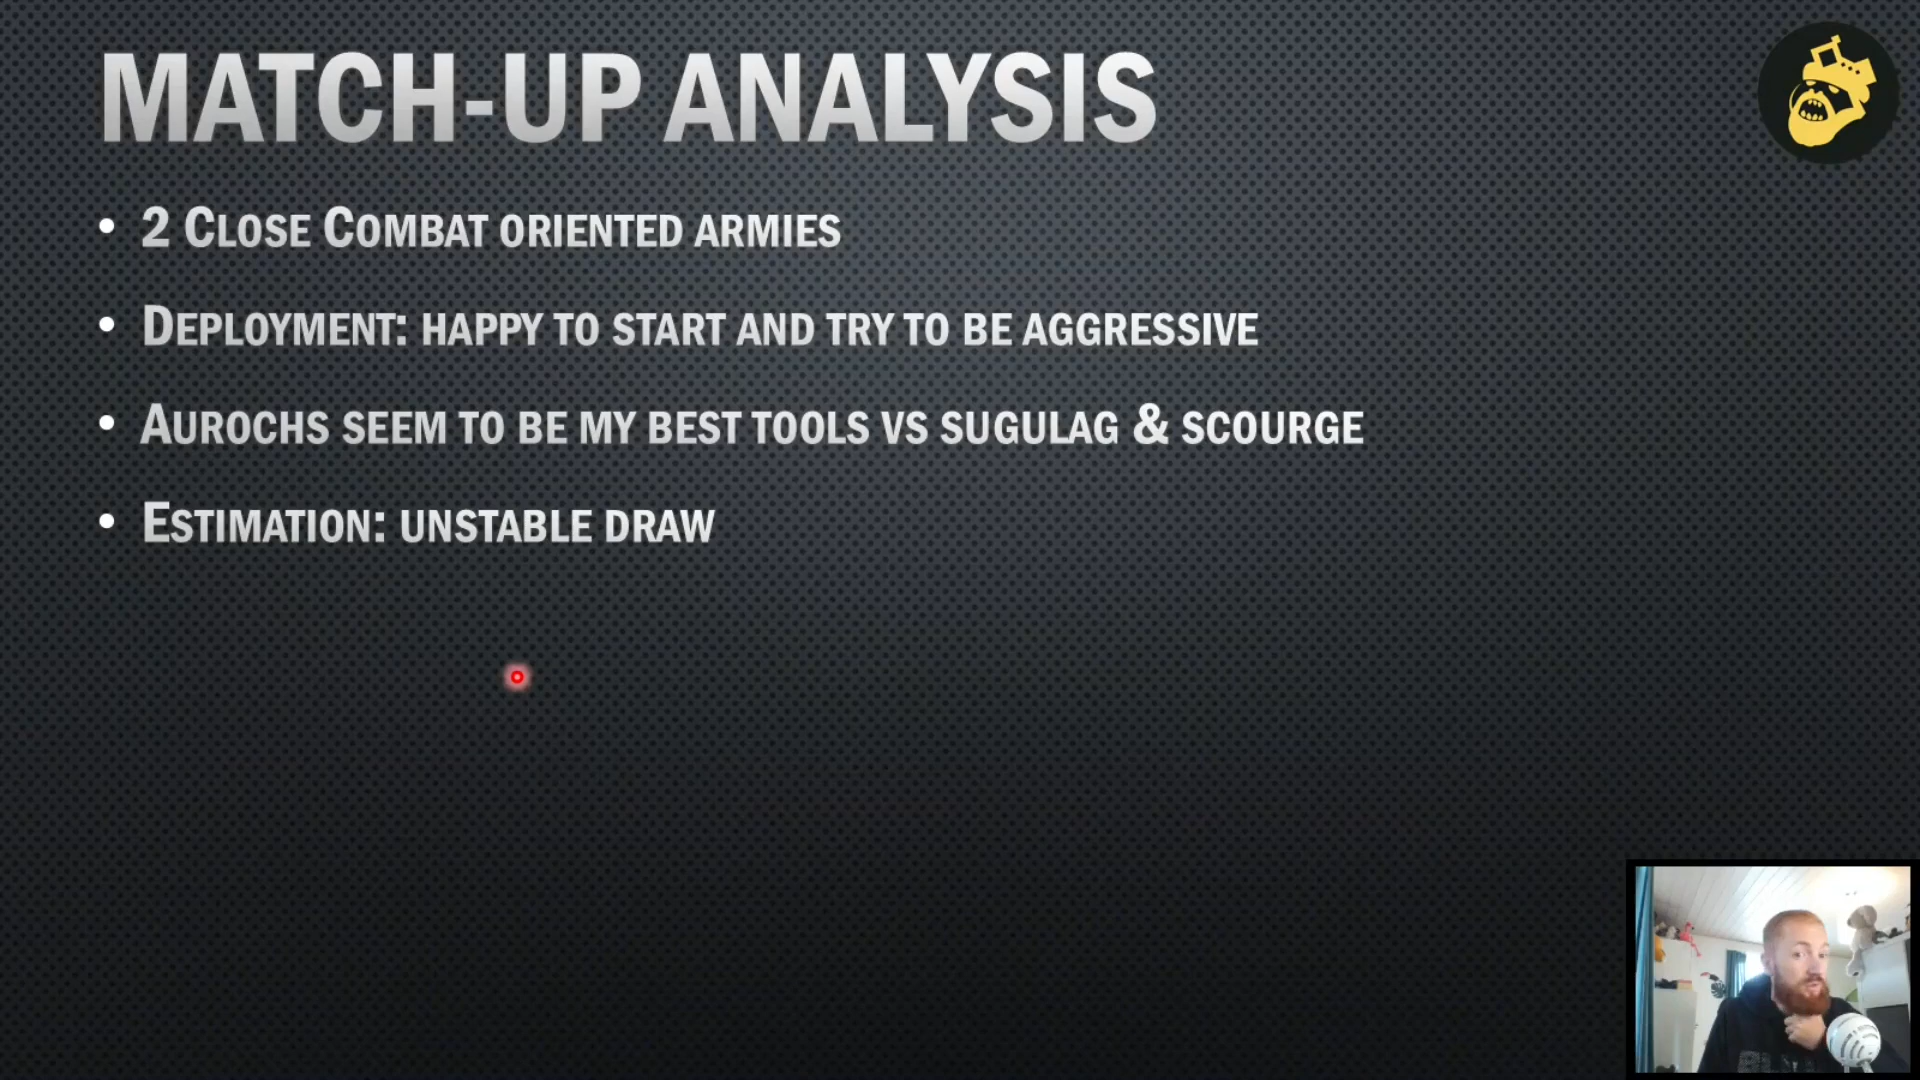 MATCH-UP ANALYSIS
• 2 CLOSE COMBAT ORIENTED ARMIES
• DEPLOYMENT: HAPPY TO START AND TRY TO BE AGGRESSIVE
• AUROCHS SEEM TO BE MY BEST TOOLS VS SUGULAG & SCOURGE
• ESTIMATION: UNSTABLE DRAW